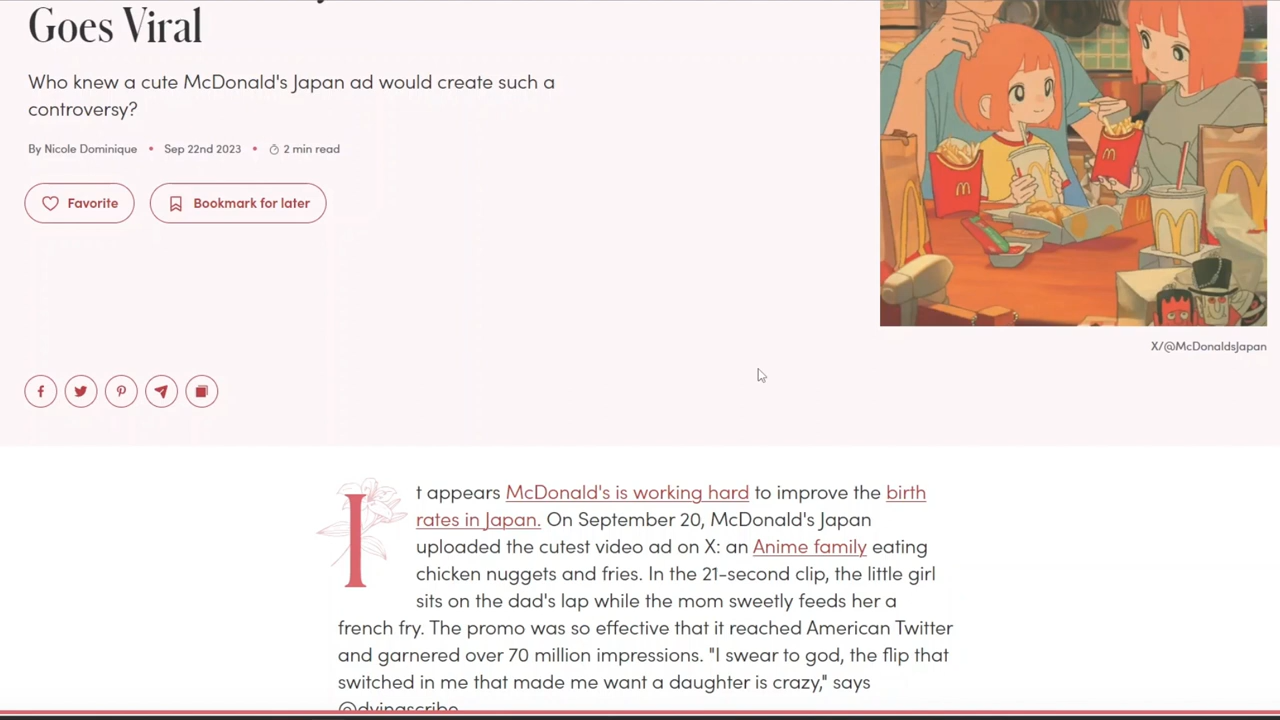 Goes Viral
Who knew a cute McDonald's Japan ad would create such a
controversy?
By Nicole Dominique • Sep 22nd 2023 • 2 min read
Favorite
Bookmark for later
X/@McDonaldsJapan
It appears McDonald's is working hard to improve the birth
rates in Japan. On September 20, McDonald's Japan
uploaded the cutest video ad on X: an Anime family eating
chicken nuggets and fries. In the 21-second clip, the little girl
sits on the dad's lap while the mom sweetly feeds her a
french fry. The promo was so effective that it reached American Twitter
and garnered over 70 million impressions. "I swear to god, the flip that
switched in me that made me want a daughter is crazy," says
@dyingscribe